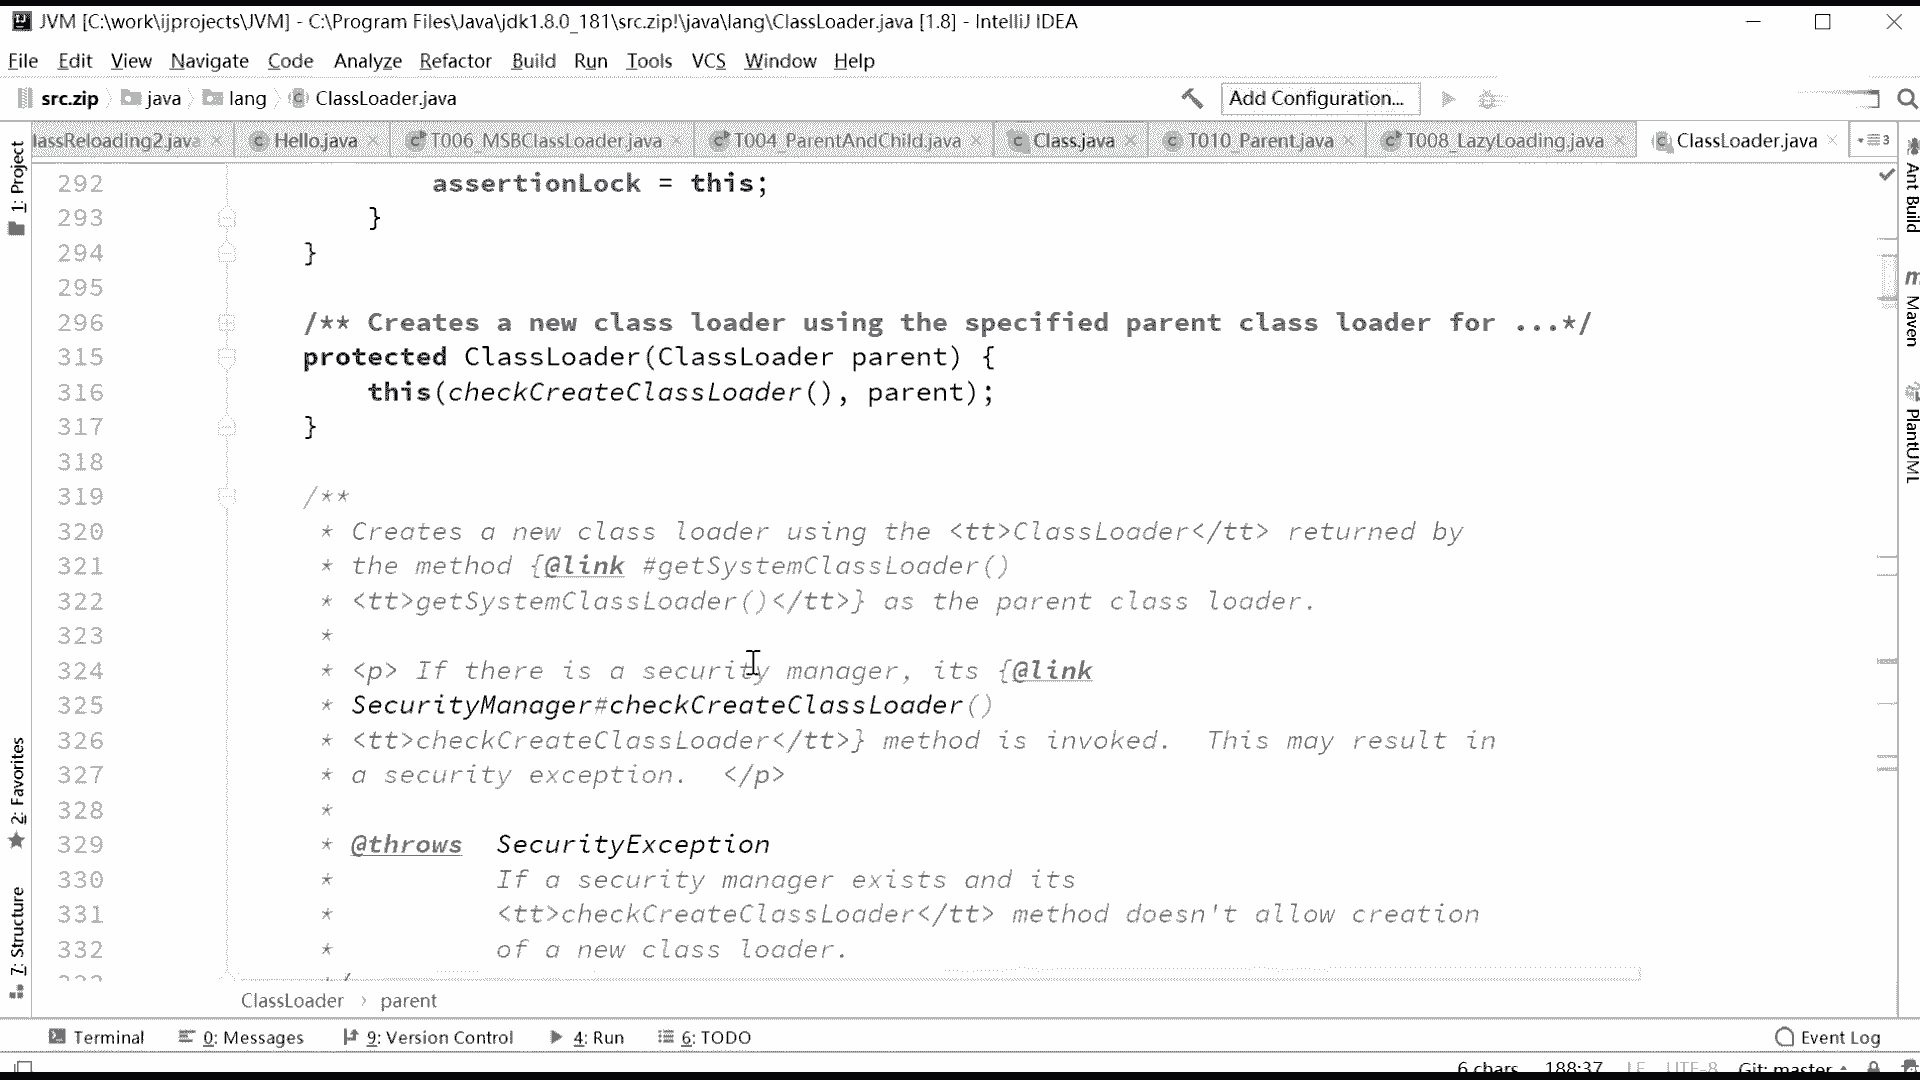 JVM [C:\work\ijprojects\JVM] - C:\Program Files\Java\jdk1.8.0_181\src.zip!\java\lang\ClassLoader.java [1.8] - IntelliJ IDEA
File Edit View Navigate Code Analyze Refactor Build Run Tools VCS Window Help
src.zip java lang ClassLoader.java Add Configuration...
lassReloading2.java Hello.java T006_MSBClassLoader.java T004_ParentAndChild.java Class.java T010_Parent.java T008_LazyLoading.java ClassLoader.java 3
1: Project
2: Favorites
7: Structure
292 assertionLock = this;
293 }
294 }
295
296 /** Creates a new class loader using the specified parent class loader for ...*/
315 protected ClassLoader(ClassLoader parent) {
316 this(checkCreateClassLoader(), parent);
317 }
318
319 /**
320 * Creates a new class loader using the <tt>ClassLoader</tt> returned by
321 * the method {@link #getSystemClassLoader()
322 * <tt>getSystemClassLoader()</tt>} as the parent class loader.
323 *
324 * <p> If there is a security manager, its {@link
325 * SecurityManager#checkCreateClassLoader()
326 * <tt>checkCreateClassLoader</tt>} method is invoked.  This may result in
327 * a security exception.  </p>
328 *
329 * @throws  SecurityException
330 * If a security manager exists and its
331 * <tt>checkCreateClassLoader</tt> method doesn't allow creation
332 * of a new class loader.
Ant Build
Maven
PlantUML
ClassLoader › parent
Terminal 0: Messages 9: Version Control 4: Run 6: TODO Event Log
6 chars 188:37 LF UTF-8 Git: master